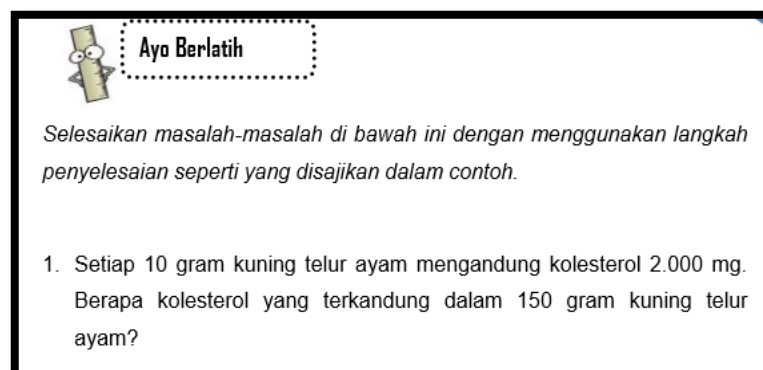 Ayo Berlatih
Selesaikan masalah-masalah di bawah ini dengan menggunakan langkah
penyelesaian seperti yang disajikan dalam contoh.
1. Setiap 10 gram kuning telur ayam mengandung kolesterol 2.000 mg.
Berapa kolesterol yang terkandung dalam 150 gram kuning telur
ayam?